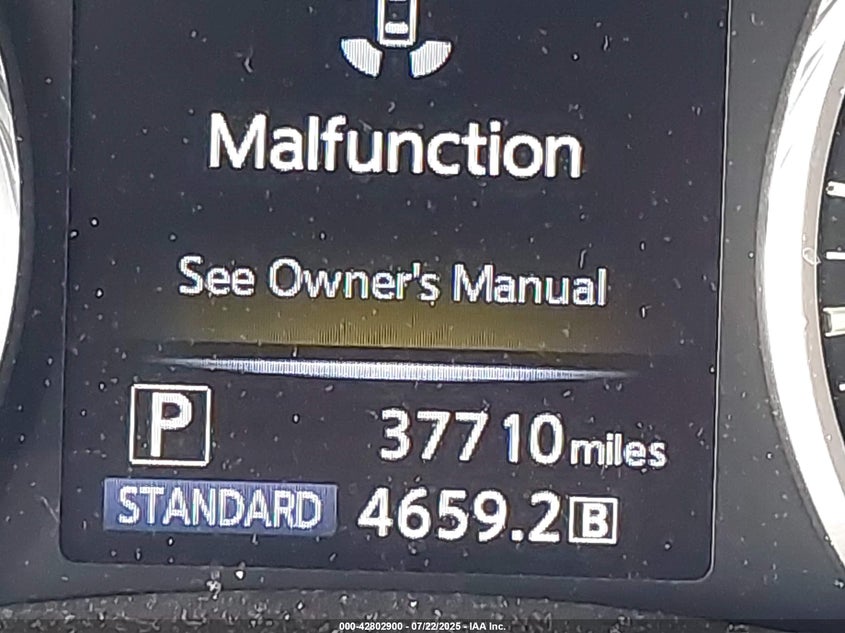 Malfunction
See Owner's Manual
P 37710 miles
STANDARD 4659.2 B
000-42802900 - 07/22/2025 - IAA Inc.